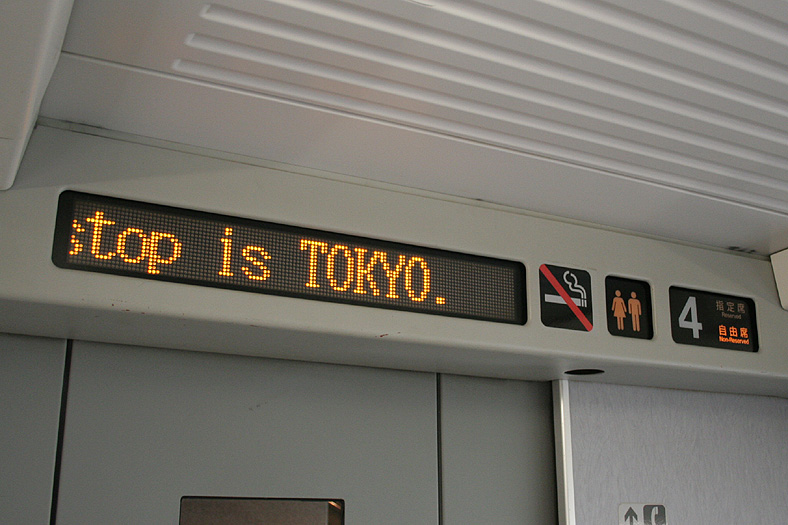 stop is TOKYO.
4
指定席
Reserved
自由席
Non-Reserved